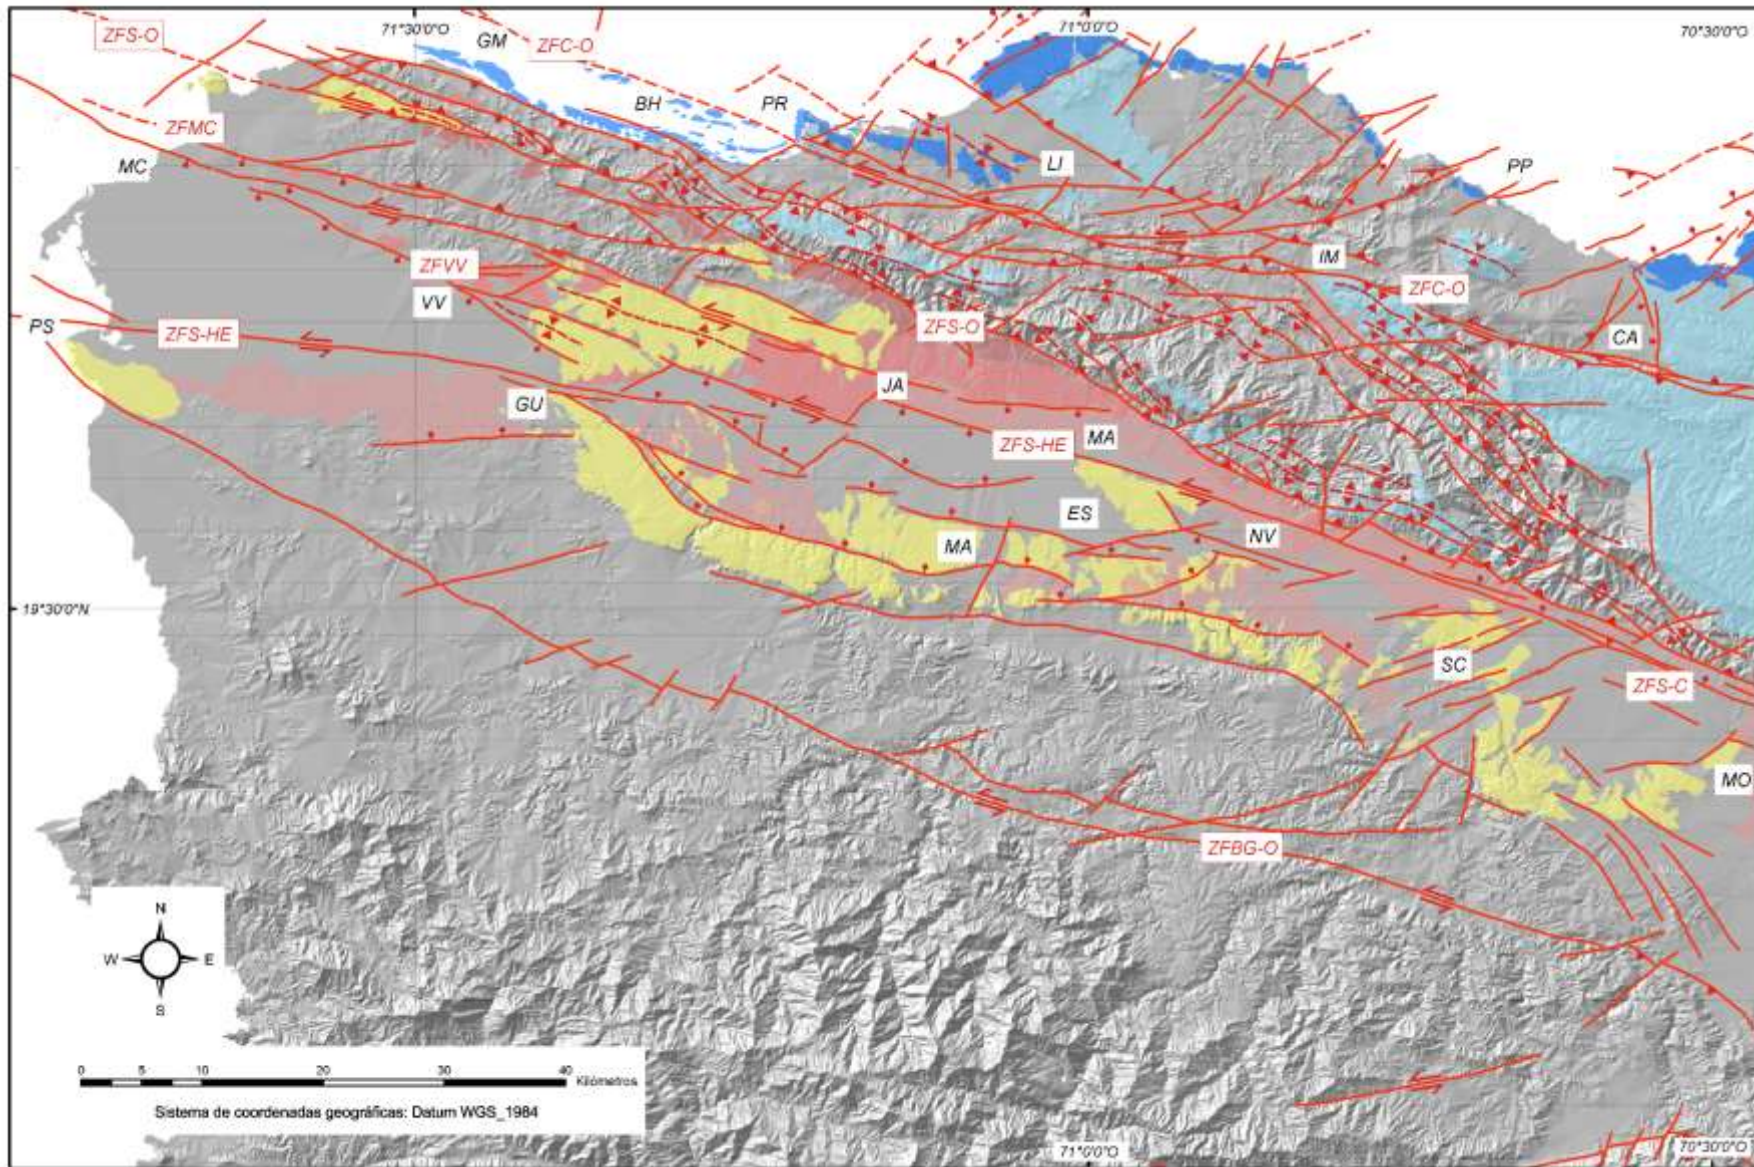 ZFS-O
71°30'0"O
GM
ZFC-O
71°0'0"O
70°30'0"O
BH
PR
ZFMC
MC
LI
PP
ZFVV
VV
IM
ZFC-O
PS
ZFS-HE
ZFS-O
CA
JA
GU
ZFS-HE
MA
ES
NV
MA
19°30'0"N
SC
ZFS-C
MO
ZFBG-O
N
W
E
S
0 5 10 20 30 40
Kilómetros
Sistema de coordenadas geográficas: Datum WGS_1984
71°0'0"O
70°30'0"O